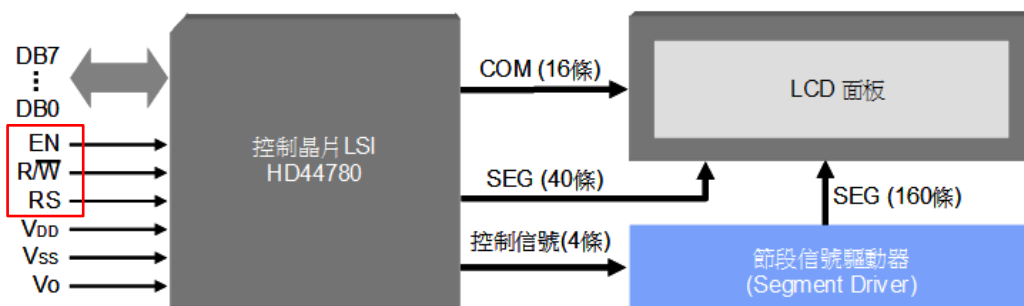 DB7
⋮
DB0
EN
R/W̅
RS
VDD
VSS
Vo
控制晶片LSI
HD44780
COM (16條)
SEG (40條)
控制信號(4條)
LCD 面板
SEG (160條)
節段信號驅動器
(Segment Driver)